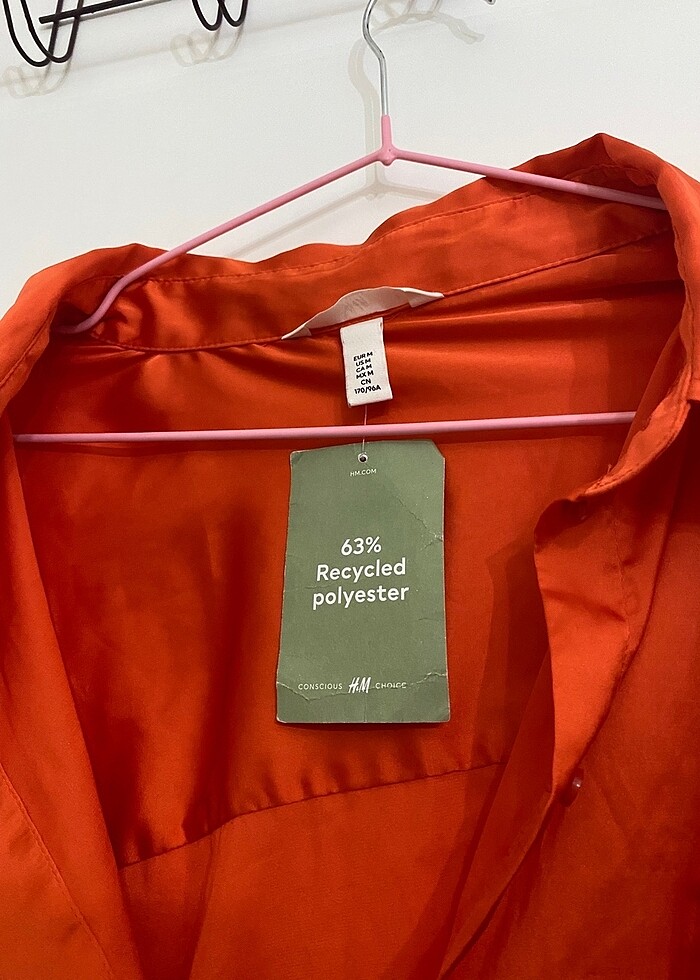 EUR M
US M
CA M
MX M
CN
170/96A
HM.COM
63%
Recycled
polyester
CONSCIOUS H&M CHOICE